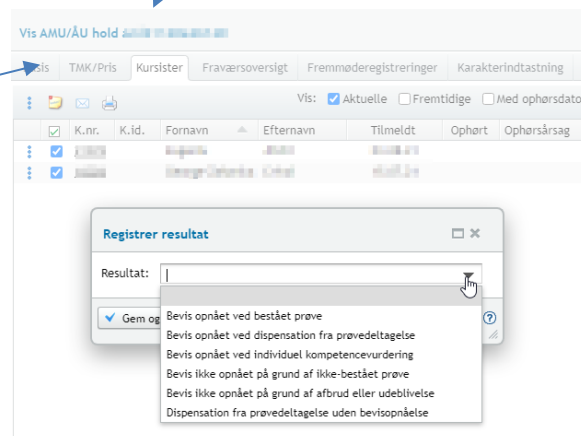 Vis AMU/ÅU hold
sis TMK/Pris Kursister Fraværsoversigt Fremmøderegistreringer Karakterindtastning
Vis: Aktuelle Fremtidige Med ophørsdato
K.nr. K.id. Fornavn Efternavn Tilmeldt Ophørt Ophørsårsag
Registrer resultat
Resultat:
Gem og
Bevis opnået ved bestået prøve
Bevis opnået ved dispensation fra prøvedeltagelse
Bevis opnået ved individuel kompetencevurdering
Bevis ikke opnået på grund af ikke-bestået prøve
Bevis ikke opnået på grund af afbrud eller udeblivelse
Dispensation fra prøvedeltagelse uden bevisopnåelse